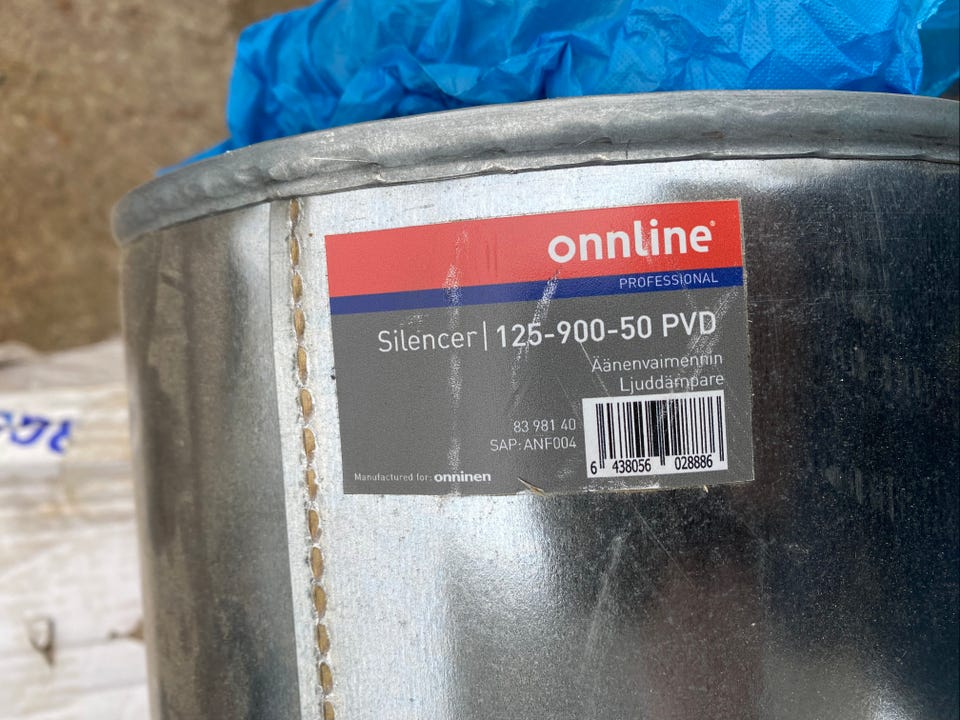 onnline®
PROFESSIONAL
Silencer | 125-900-50 PVD
Äänenvaimennin
Ljuddämpare
83 981 40
SAP: ANF004
6 438056 028886
Manufactured for: onninen